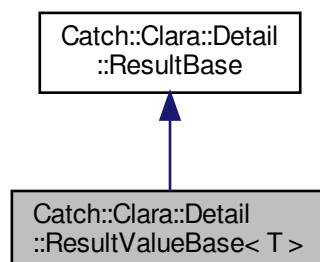 Catch::Clara::Detail
::ResultBase
Catch::Clara::Detail
::ResultValueBase< T >